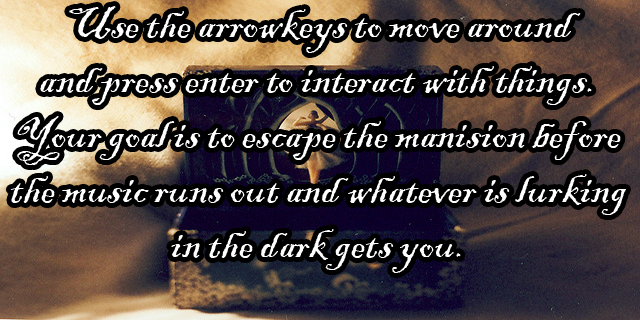 Use the arrowkeys to move around
and press enter to interact with things.
Your goal is to escape the manision before
the music runs out and whatever is lurking
in the dark gets you.